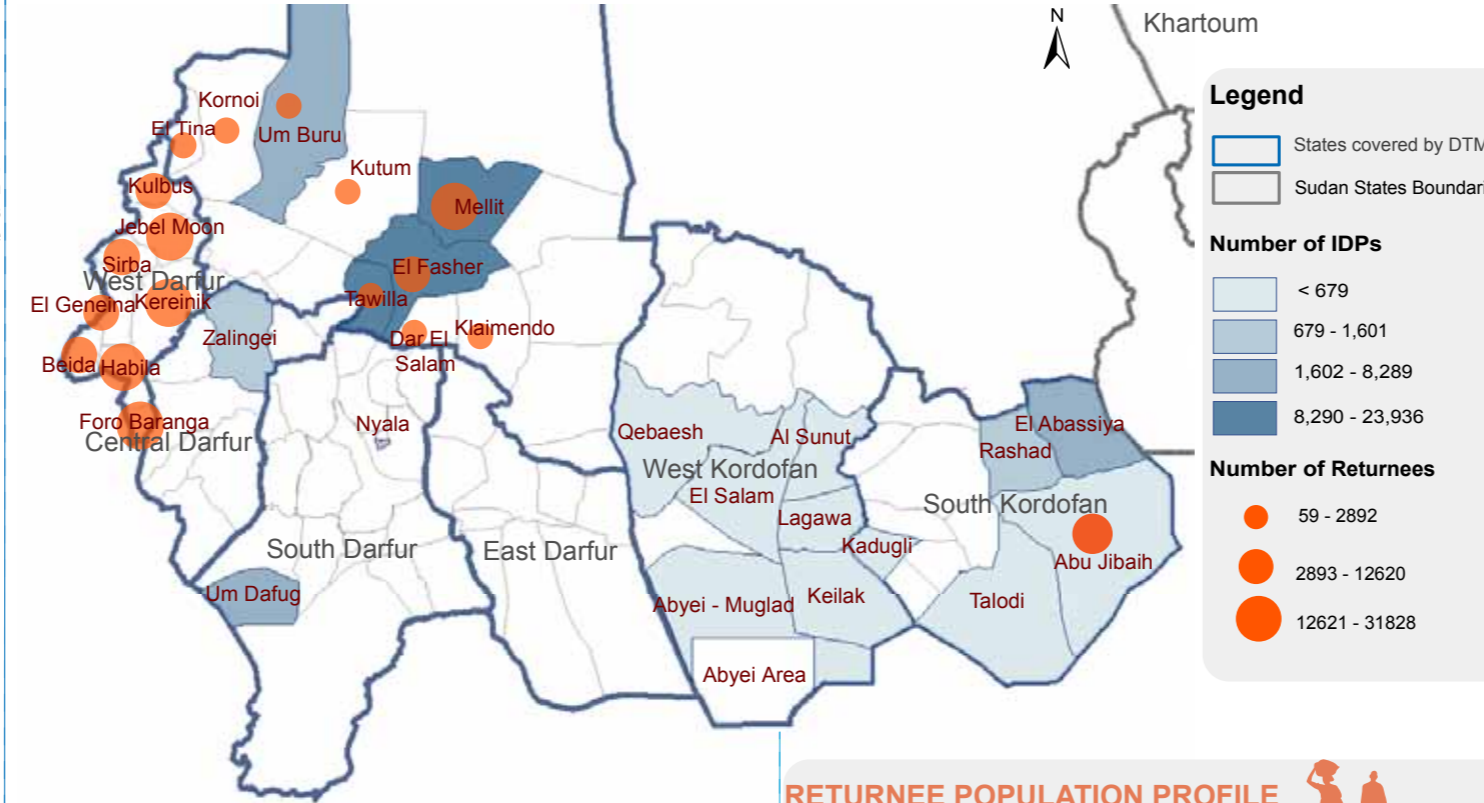 N
Khartoum
Kornoi
El Tina
Um Buru
Kutum
Kulbus
Mellit
Jebel Moon
Sirba
West Darfur
El Fasher
El Geneina
Kereinik
Tawilla
Zalingei
Dar El
Salam
Klaimendo
Beida
Habila
Foro Baranga
Central Darfur
Nyala
Qebaesh
Al Sunut
El Abassiya
Rashad
West Kordofan
El Salam
South Kordofan
Lagawa
Kadugli
Abu Jibaih
South Darfur
East Darfur
Um Dafug
Abyei - Muglad
Keilak
Talodi
Abyei Area
Legend
States covered by DTM
Sudan States Boundari
Number of IDPs
< 679
679 - 1,601
1,602 - 8,289
8,290 - 23,936
Number of Returnees
59 - 2892
2893 - 12620
12621 - 31828
RETURNEE POPULATION PROFILE